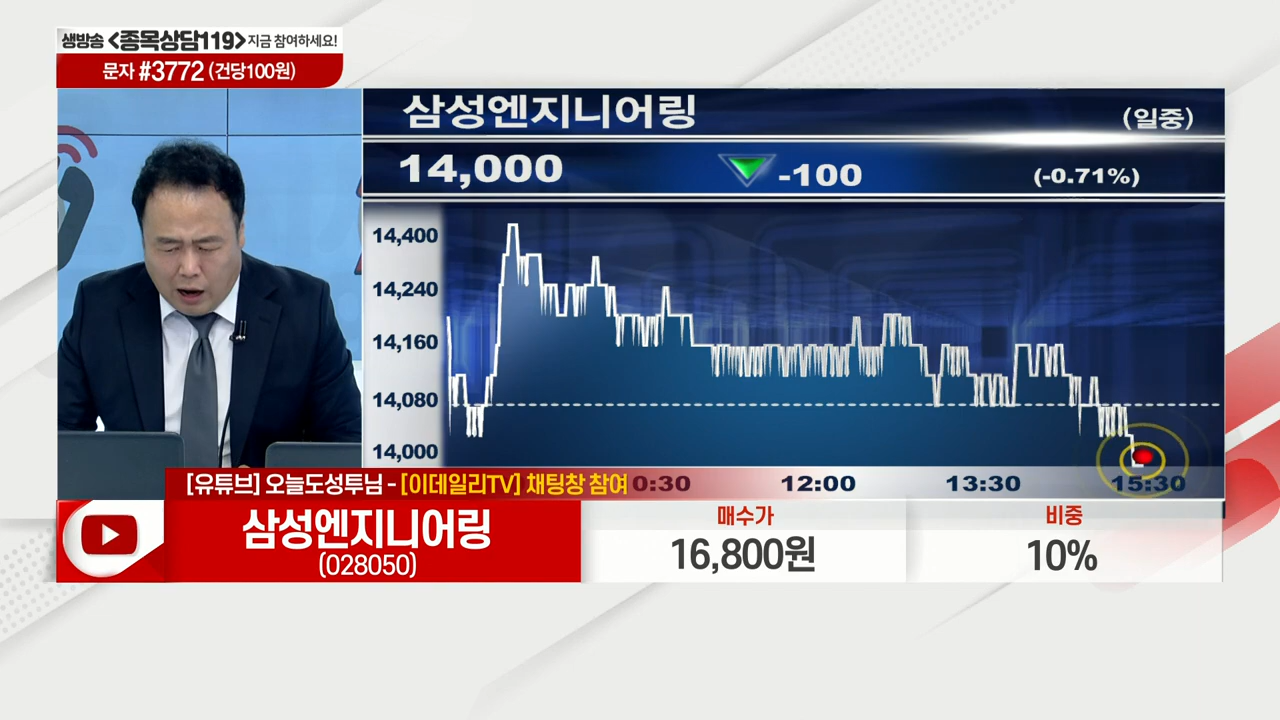 생방송 <종목상담119> 지금 참여하세요!
문자 #3772 (건당100원)
삼성엔지니어링 (일중)
14,000 -100 (-0.71%)
14,400
14,240
14,160
14,080
14,000
0:30 12:00 13:30 15:30
[유튜브] 오늘도성투님 - [이데일리TV] 채팅창 참여
삼성엔지니어링
(028050)
매수가
16,800원
비중
10%